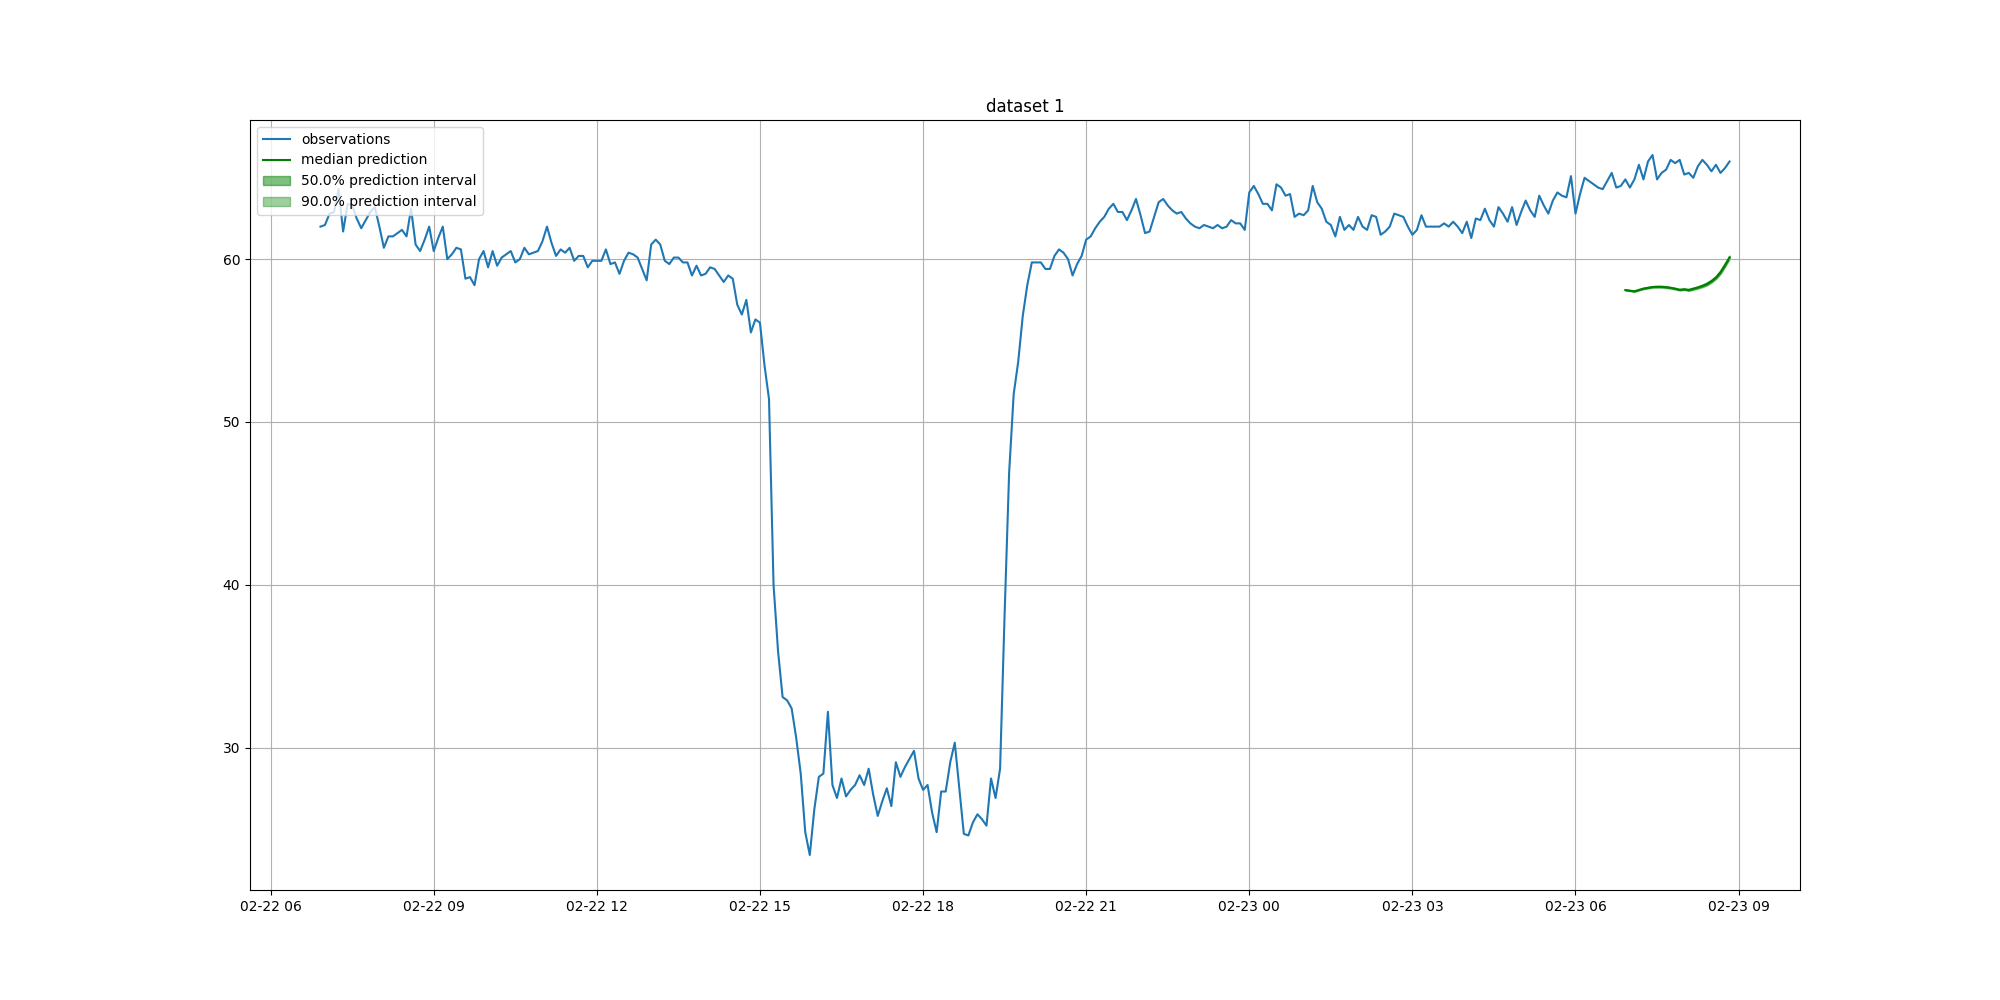 dataset 1
observations
median prediction
50.0% prediction interval
90.0% prediction interval
60
50
40
30
02-22 06
02-22 09
02-22 12
02-22 15
02-22 18
02-22 21
02-23 00
02-23 03
02-23 06
02-23 09